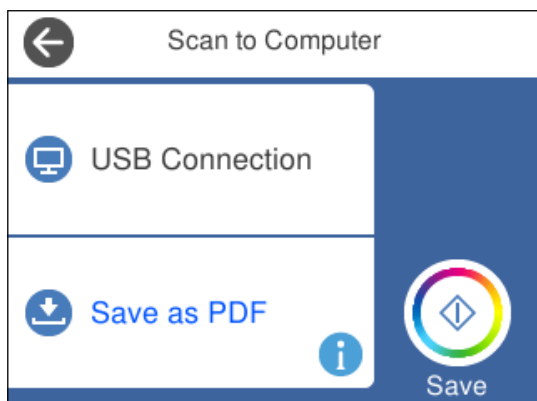 Scan to Computer
USB Connection
Save as PDF
i
Save